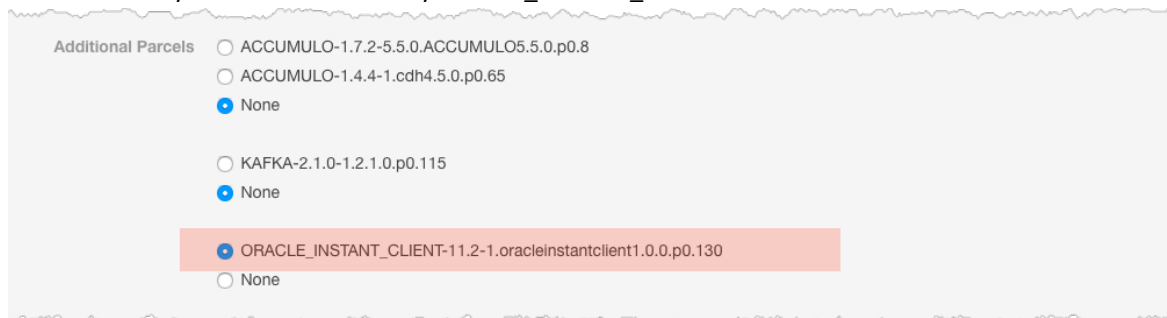 Additional Parcels ACCUMULO-1.7.2-5.5.0.ACCUMULO5.5.0.p0.8
ACCUMULO-1.4.4-1.cdh4.5.0.p0.65
None
KAFKA-2.1.0-1.2.1.0.p0.115
None
ORACLE_INSTANT_CLIENT-11.2-1.oracleinstantclient1.0.0.p0.130
None